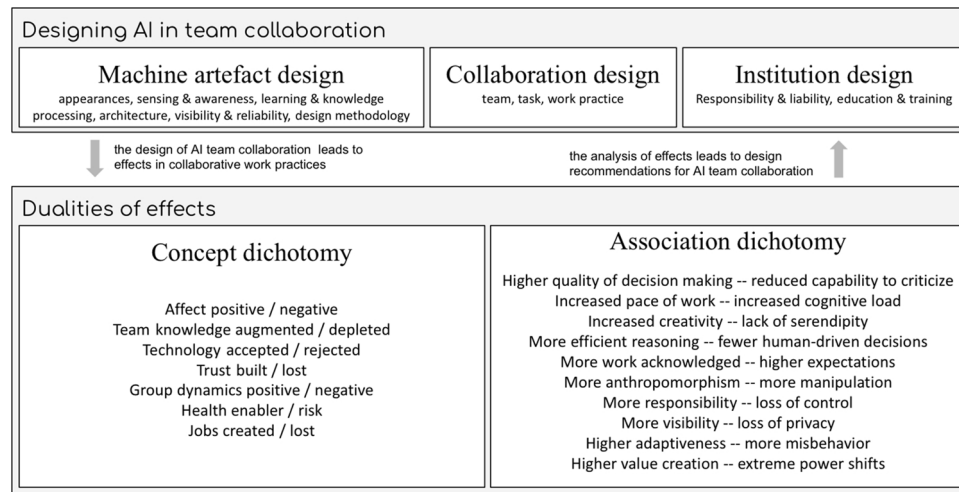 Designing AI in team collaboration
Machine artefact design
appearances, sensing & awareness, learning & knowledge
processing, architecture, visibility & reliability, design methodology
Collaboration design
team, task, work practice
Institution design
Responsibility & liability, education & training
the design of AI team collaboration leads to
effects in collaborative work practices
the analysis of effects leads to design
recommendations for AI team collaboration
Dualities of effects
Concept dichotomy
Affect positive / negative
Team knowledge augmented / depleted
Technology accepted / rejected
Trust built / lost
Group dynamics positive / negative
Health enabler / risk
Jobs created / lost
Association dichotomy
Higher quality of decision making -- reduced capability to criticize
Increased pace of work -- increased cognitive load
Increased creativity -- lack of serendipity
More efficient reasoning -- fewer human-driven decisions
More work acknowledged -- higher expectations
More anthropomorphism -- more manipulation
More responsibility -- loss of control
More visibility -- loss of privacy
Higher adaptiveness -- more misbehavior
Higher value creation -- extreme power shifts